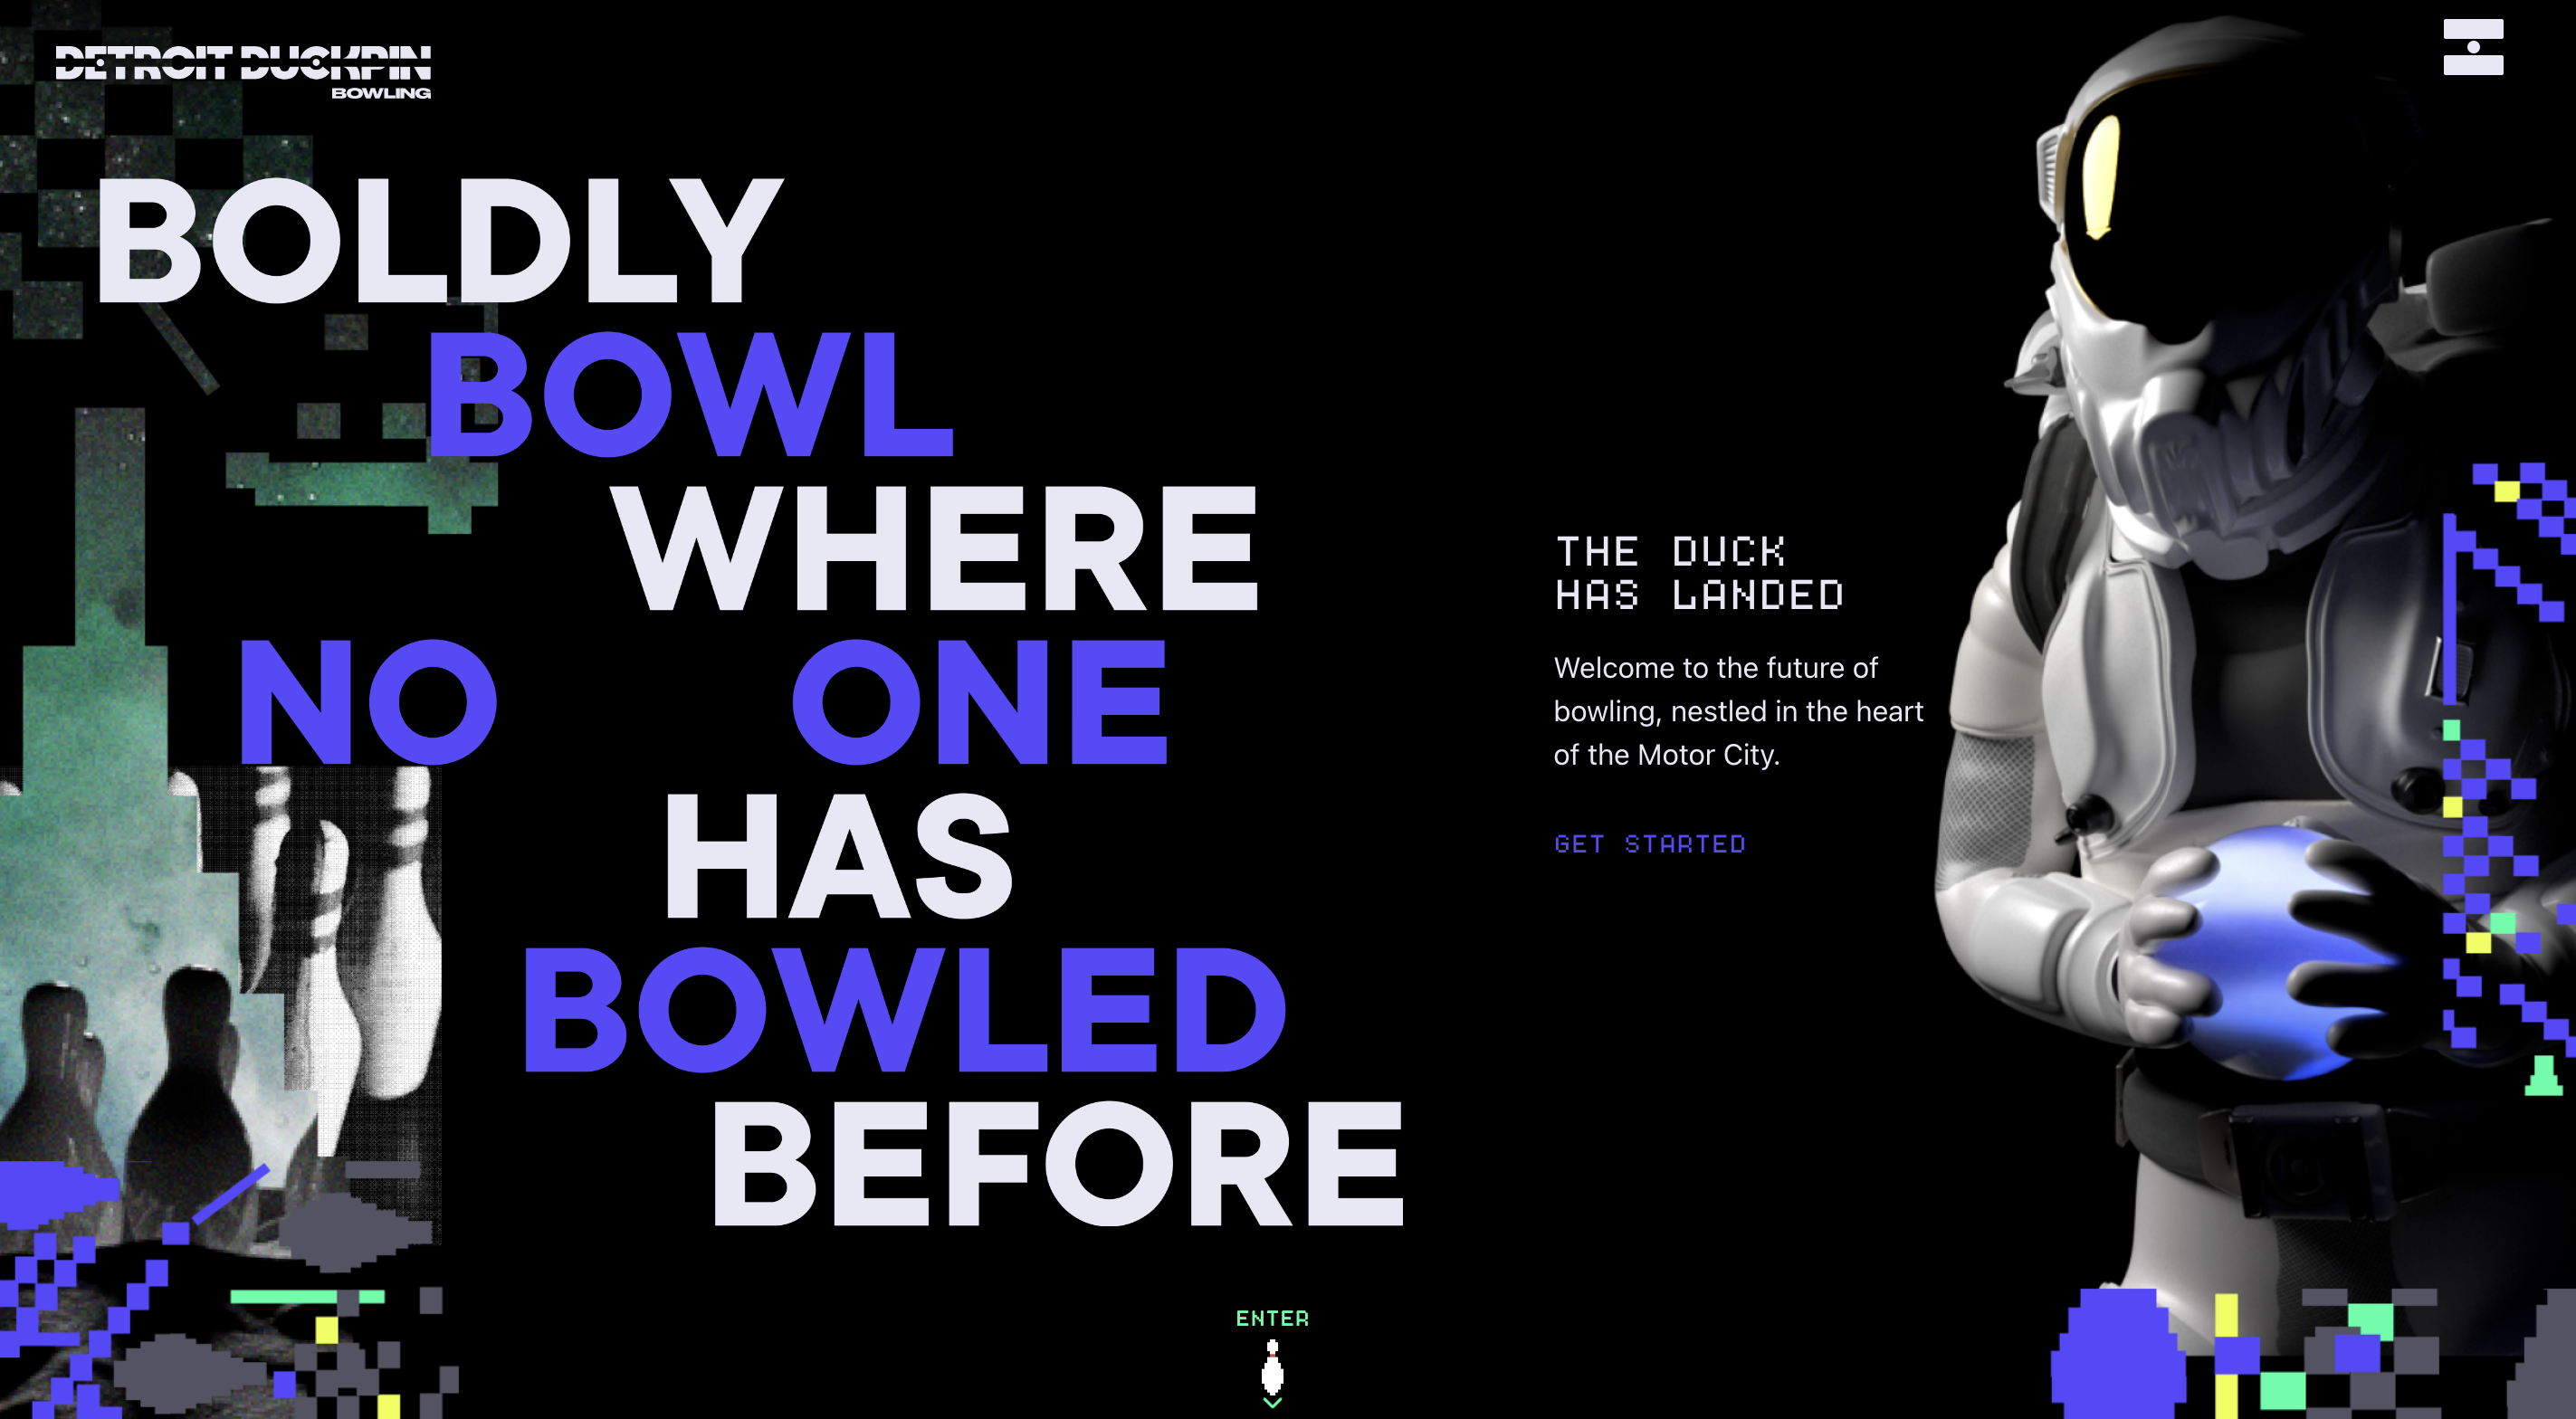 DETROIT DUCKPIN
BOWLING
BOLDLY
BOWL
WHERE
NO ONE
HAS
BOWLED
BEFORE
THE DUCK
HAS LANDED
Welcome to the future of
bowling, nestled in the heart
of the Motor City.
GET STARTED
ENTER